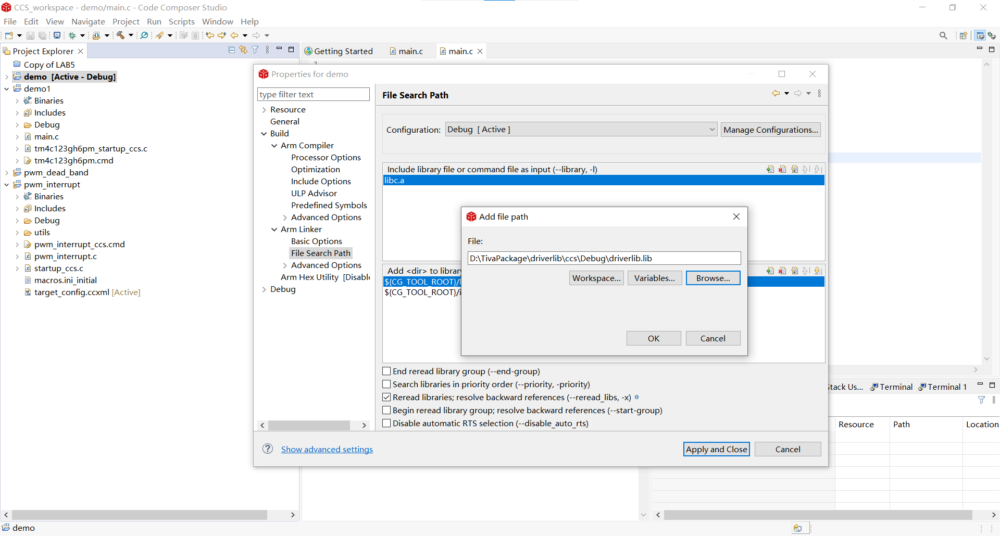 CCS_workspace - demo/main.c - Code Composer Studio
File Edit View Navigate Project Run Scripts Window Help
Project Explorer
Copy of LAB5
demo [Active - Debug]
demo1
Binaries
Includes
Debug
main.c
tm4c123gh6pm_startup_ccs.c
tm4c123gh6pm.cmd
pwm_dead_band
pwm_interrupt
Binaries
Includes
Debug
utils
pwm_interrupt_ccs.cmd
pwm_interrupt.c
startup_ccs.c
macros.ini_initial
target_config.ccxml [Active]
Getting Started
main.c
main.c
1
Properties for demo
type filter text
Resource
General
Build
Arm Compiler
Processor Options
Optimization
Include Options
ULP Advisor
Predefined Symbols
Advanced Options
Arm Linker
Basic Options
File Search Path
Advanced Options
Arm Hex Utility [Disable
Debug
File Search Path
Configuration: Debug [ Active ] Manage Configurations...
Include library file or command file as input (--library, -l)
libc.a
Add <dir> to library
${CG_TOOL_ROOT}/l
${CG_TOOL_ROOT}/i
Add file path
File:
D:\TivaPackage\driverlib\ccs\Debug\driverlib.lib
Workspace... Variables... Browse...
OK Cancel
End reread library group (--end-group)
Search libraries in priority order (--priority, -priority)
Reread libraries; resolve backward references (--reread_libs, -x)
Begin reread library group; resolve backward references (--start-group)
Disable automatic RTS selection (--disable_auto_rts)
Show advanced settings
Apply and Close Cancel
Stack Us... Terminal Terminal 1
Resource Path Location
demo